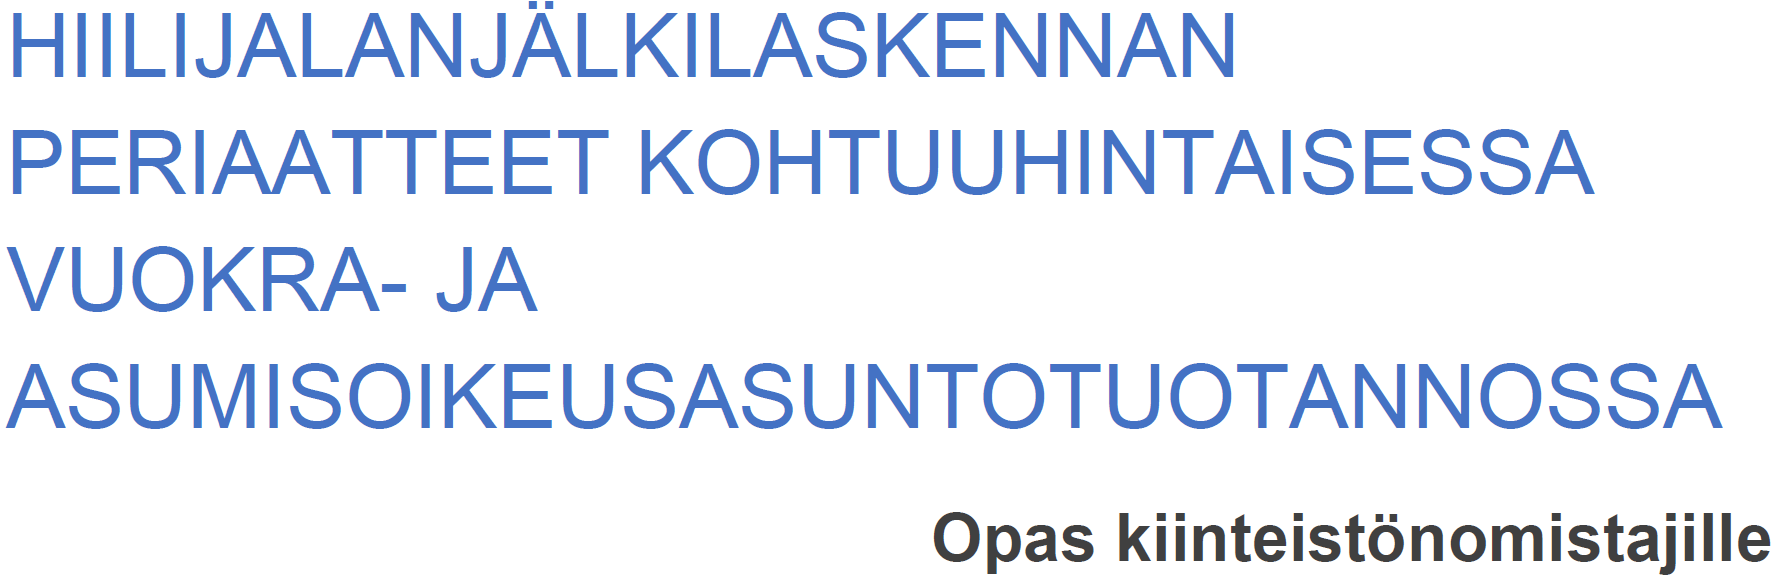 HIILIJALANJÄLKILASKENNAN
PERIAATTEET KOHTUUHINTAISESSA
VUOKRA- JA
ASUMISOIKEUSASUNTOTUOTANNOSSA
Opas kiinteistönomistajille